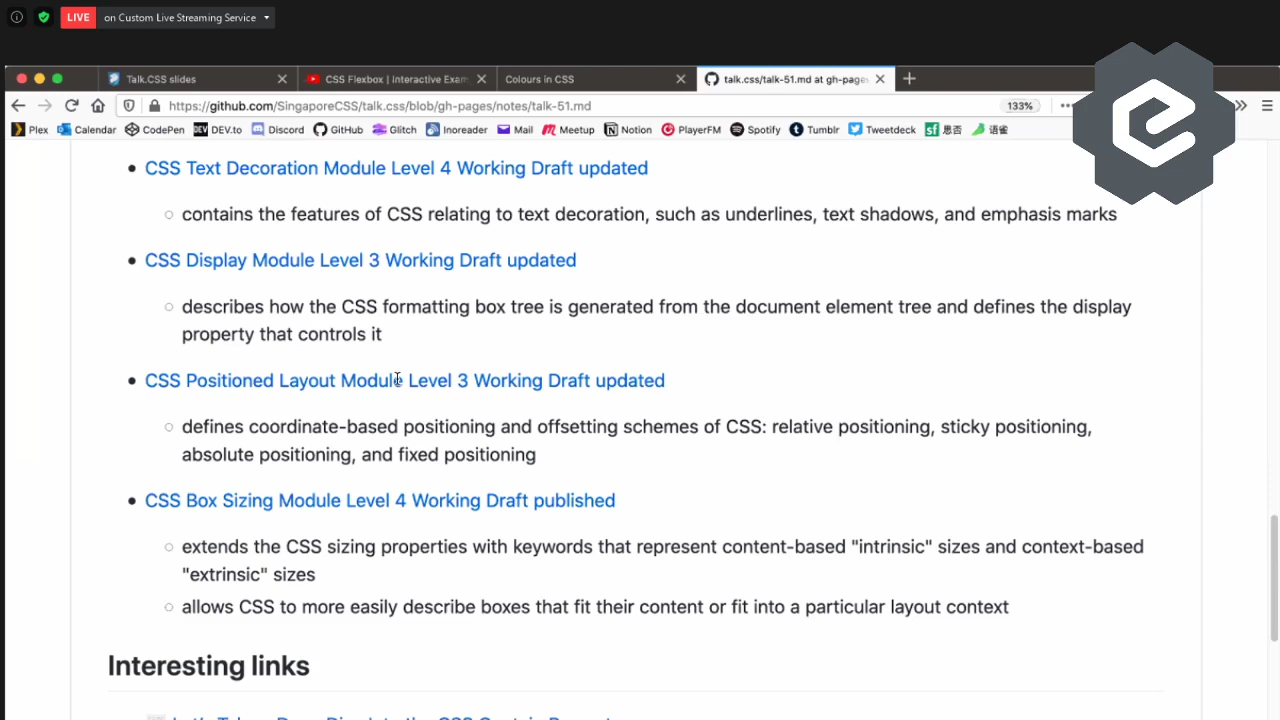 LIVE on Custom Live Streaming Service
Talk.CSS slides
CSS Flexbox | Interactive Exam
Colours in CSS
talk.css/talk-51.md at gh-page
https://github.com/SingaporeCSS/talk.css/blob/gh-pages/notes/talk-51.md
133%
Plex Calendar CodePen DEV.to Discord GitHub Glitch Inoreader Mail Meetup Notion PlayerFM Spotify Tumblr Tweetdeck 思否 语雀
CSS Text Decoration Module Level 4 Working Draft updated
contains the features of CSS relating to text decoration, such as underlines, text shadows, and emphasis marks
CSS Display Module Level 3 Working Draft updated
describes how the CSS formatting box tree is generated from the document element tree and defines the display
property that controls it
CSS Positioned Layout Module Level 3 Working Draft updated
defines coordinate-based positioning and offsetting schemes of CSS: relative positioning, sticky positioning,
absolute positioning, and fixed positioning
CSS Box Sizing Module Level 4 Working Draft published
extends the CSS sizing properties with keywords that represent content-based "intrinsic" sizes and context-based
"extrinsic" sizes
allows CSS to more easily describe boxes that fit their content or fit into a particular layout context
Interesting links